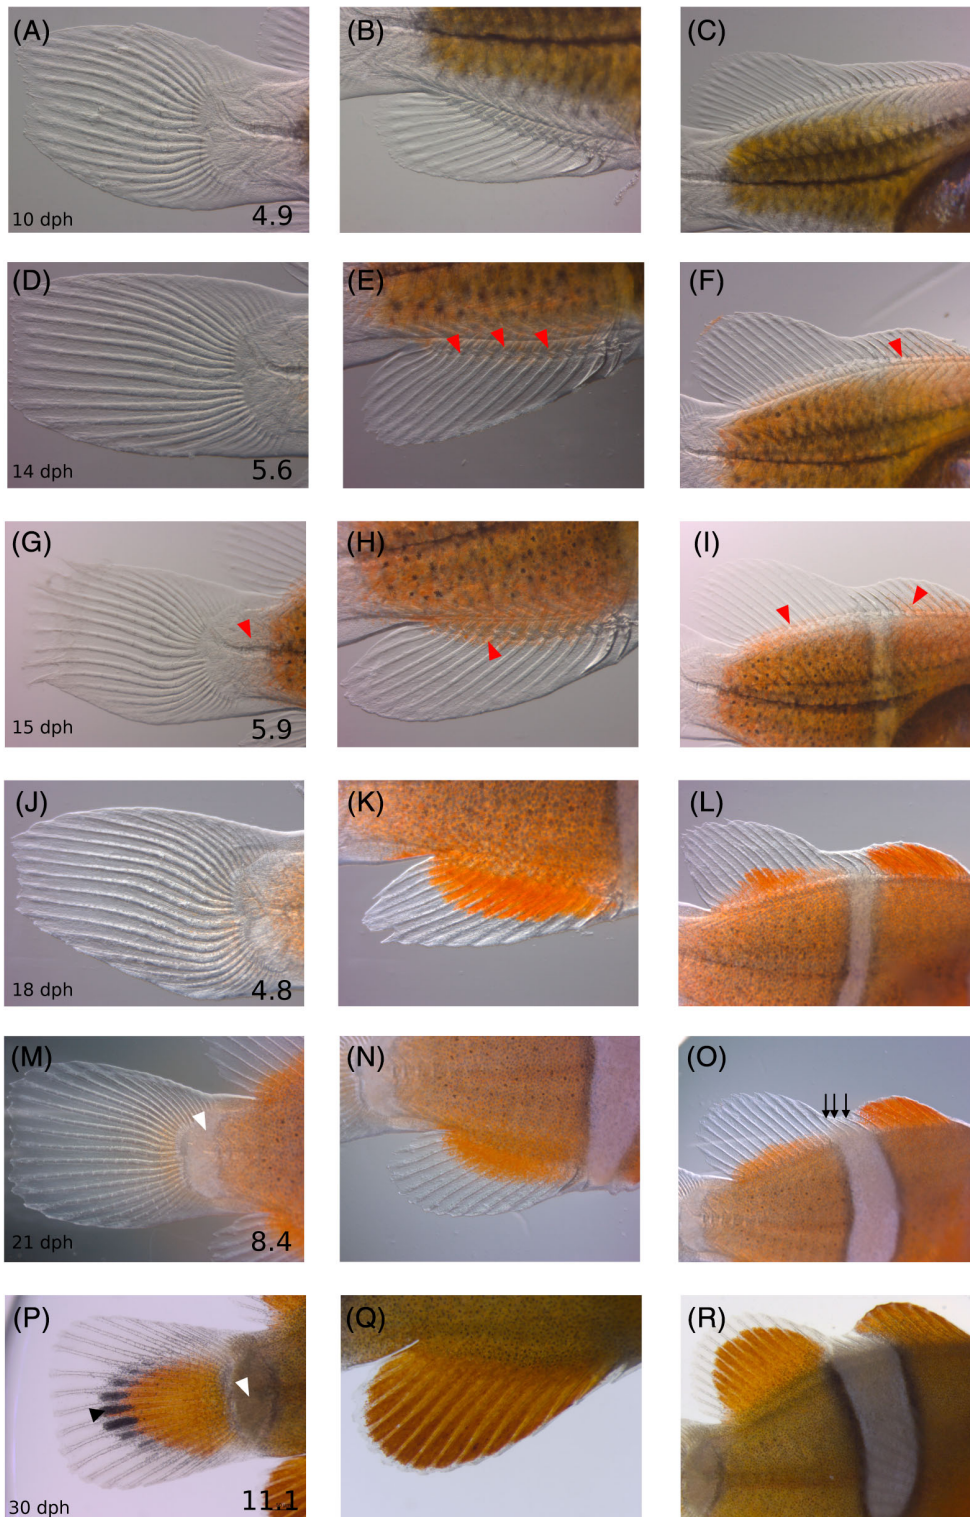 (A) (B) (C)
10 dph 4.9
(D) (E) (F)
14 dph 5.6
(G) (H) (I)
15 dph 5.9
(J) (K) (L)
18 dph 4.8
(M) (N) (O)
21 dph 8.4
(P) (Q) (R)
30 dph 11.1